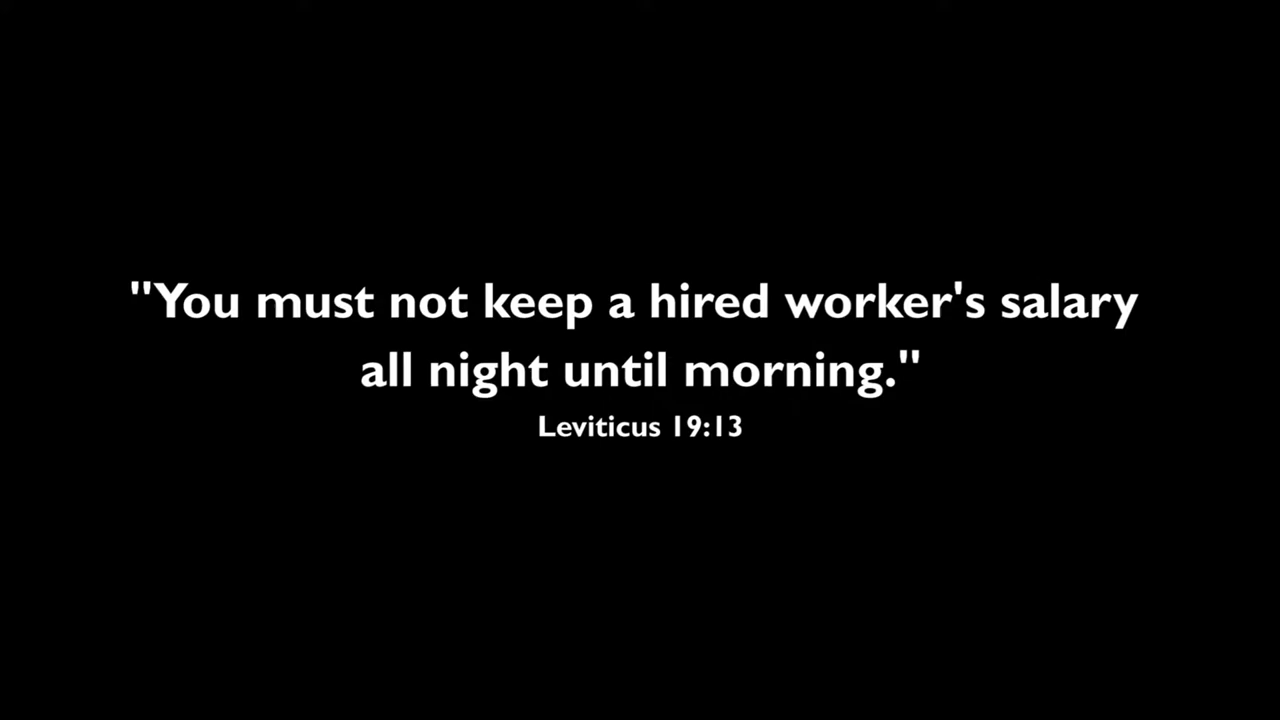 "You must not keep a hired worker's salary
all night until morning."
Leviticus 19:13